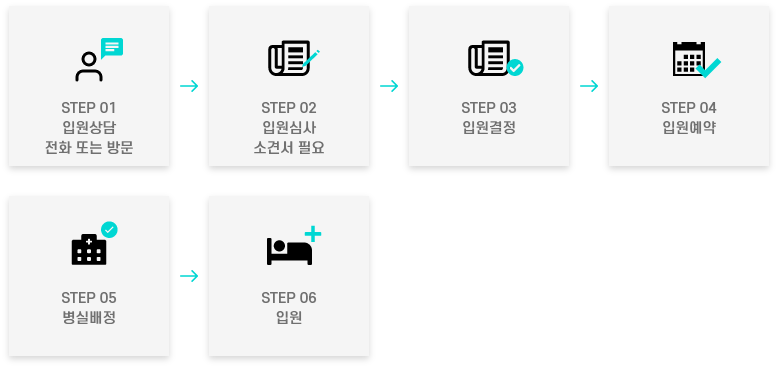 STEP 01
입원상담
전화 또는 방문
STEP 02
입원심사
소견서 필요
STEP 03
입원결정
STEP 04
입원예약
STEP 05
병실배정
STEP 06
입원